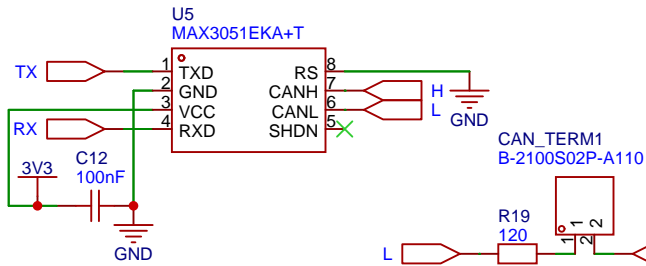 U5
MAX3051EKA+T
TX
1 TXD RS 8
2 GND CANH 7 H
3 VCC CANL 6 L
RX 4 RXD SHDN 5
GND
C12
100nF
3V3
GND
CAN_TERM1
B-2100S02P-A110
1 2
1 2
R19
120
L